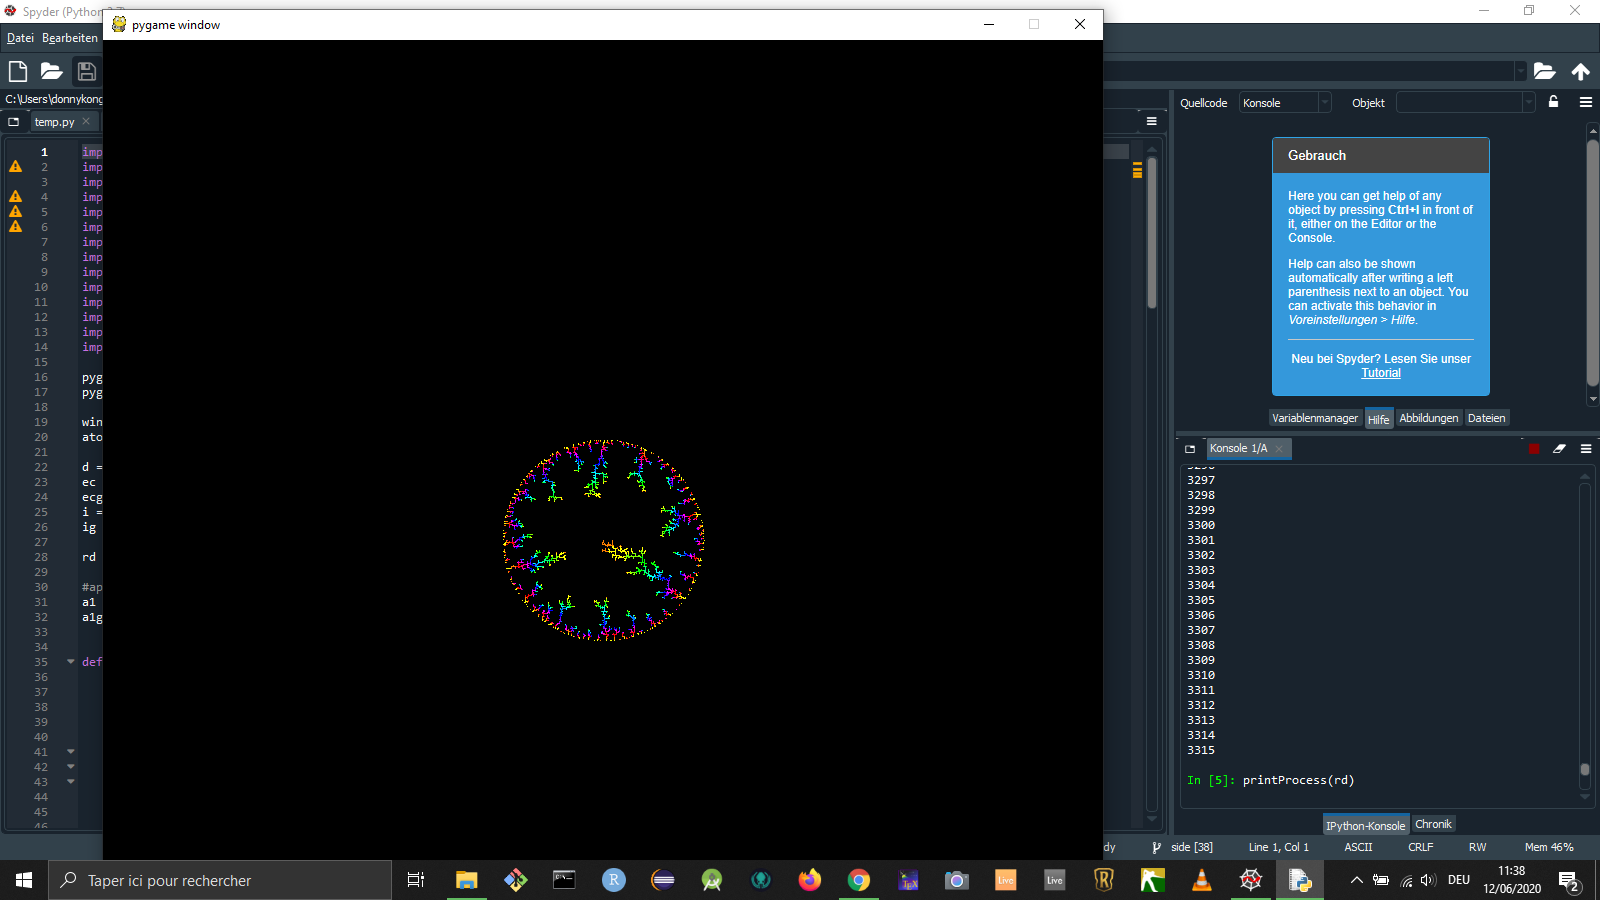 Spyder (Python 3.7)
pygame window
Datei Bearbeiten
C:\Users\donnykong
temp.py
Quellcode Konsole Objekt
1 imp
2 imp
3 imp
4 imp
5 imp
6 imp
7 imp
8 imp
9 imp
10 imp
11 imp
12 imp
13 imp
14 imp
15
16 pyg
17 pyg
18
19 win
20 ato
21
22 d =
23 ec
24 ecg
25 i =
26 ig
27
28 rd
29
30 #ap
31 a1
32 a1g
33
34
35 def
36
37
38
39
40
41
42
43
44
45
46
Gebrauch
Here you can get help of any
object by pressing Ctrl+I in front of
it, either on the Editor or the
Console.
Help can also be shown
automatically after writing a left
parenthesis next to an object. You
can activate this behavior in
Voreinstellungen > Hilfe.
Neu bei Spyder? Lesen Sie unser
Tutorial
Variablenmanager Hilfe Abbildungen Dateien
Konsole 1/A
3296
3297
3298
3299
3300
3301
3302
3303
3304
3305
3306
3307
3308
3309
3310
3311
3312
3313
3314
3315
In [5]: printProcess(rd)
IPython-Konsole Chronik
dy side [38] Line 1, Col 1 ASCII CRLF RW Mem 46%
Taper ici pour rechercher
Live
Live
DEU
11:38
12/06/2020
2